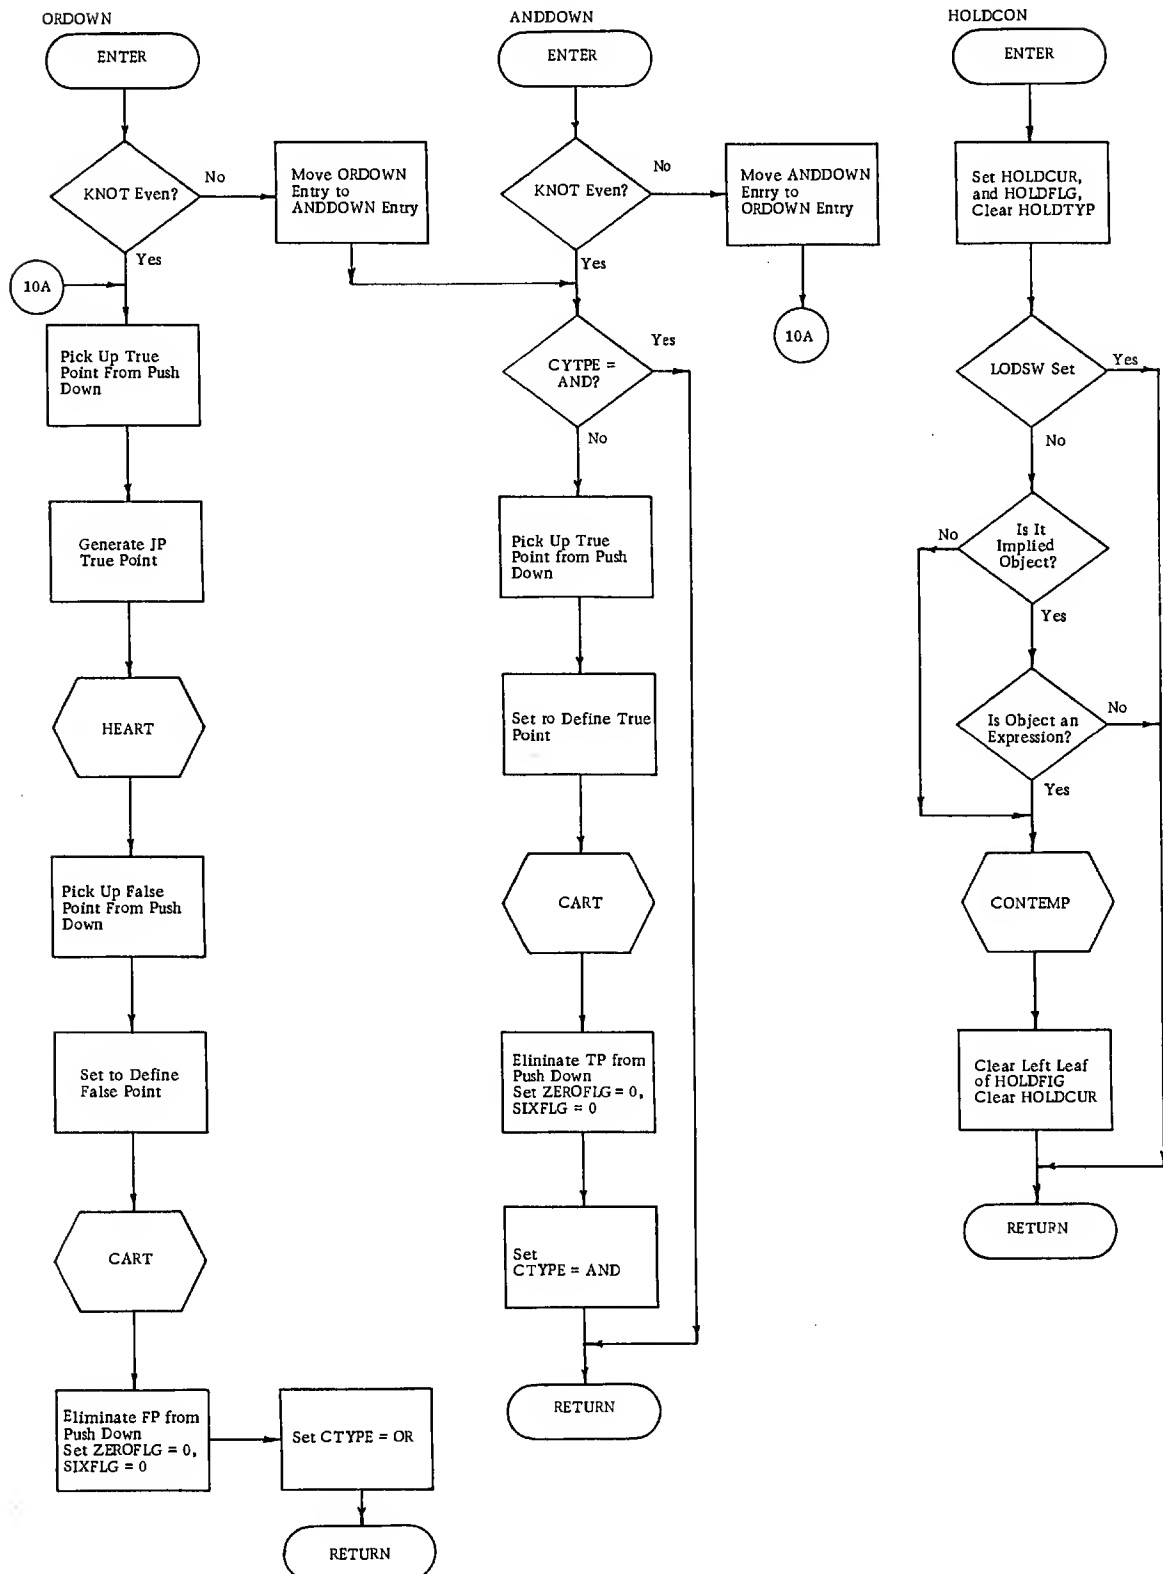 ORDOWN
ENTER
KNOT Even?
No
Move ORDOWN
Entry to
ANDDOWN Entry
Yes
10A
Pick Up True
Point From Push
Down
Generate JP
True Point
HEART
Pick Up False
Point From Push
Down
Set to Define
False Point
CART
Eliminate FP from
Push Down
Set ZEROFLG = 0,
SIXFLG = 0
Set CTYPE = OR
RETURN
ANDDOWN
ENTER
KNOT Even?
No
Move ANDDOWN
Enrry to
ORDOWN Entry
10A
Yes
CYTPE =
AND?
Yes
No
Pick Up True
Point from Push
Down
Set ro Define True
Point
CART
Elininate TP from
Push Down
Set ZEROFLG = 0,
SIXFLG = 0
Set
CTYPE = AND
RETURN
HOLDCON
ENTER
Set HOLDCUR,
and HOLDFLG,
Clear HOLDTYP
LODSW Set
Yes
No
Is It
Implied
Object?
No
Yes
Is Object an
Expression?
No
Yes
CONTEMP
Clear Left Leaf
of HOLDFIG
Clear HOLDCUR
RETURN